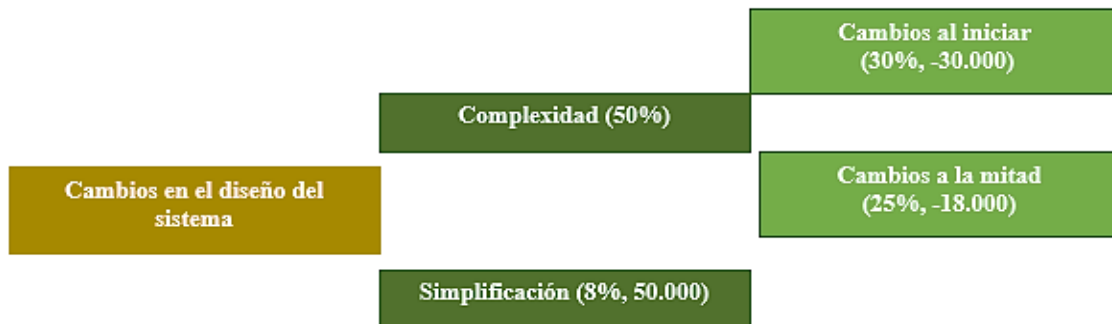 Cambios al iniciar
(30%, -30.000)
Complexidad (50%)
Cambios a la mitad
(25%, -18.000)
Cambios en el diseño del
sistema
Simplificación (8%, 50.000)